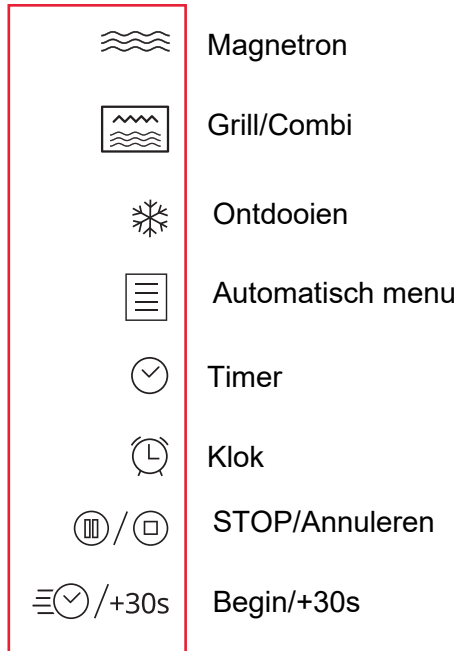 Magnetron
Grill/Combi
Ontdooien
Automatisch menu
Timer
Klok
/ STOP/Annuleren
/+30s Begin/+30s